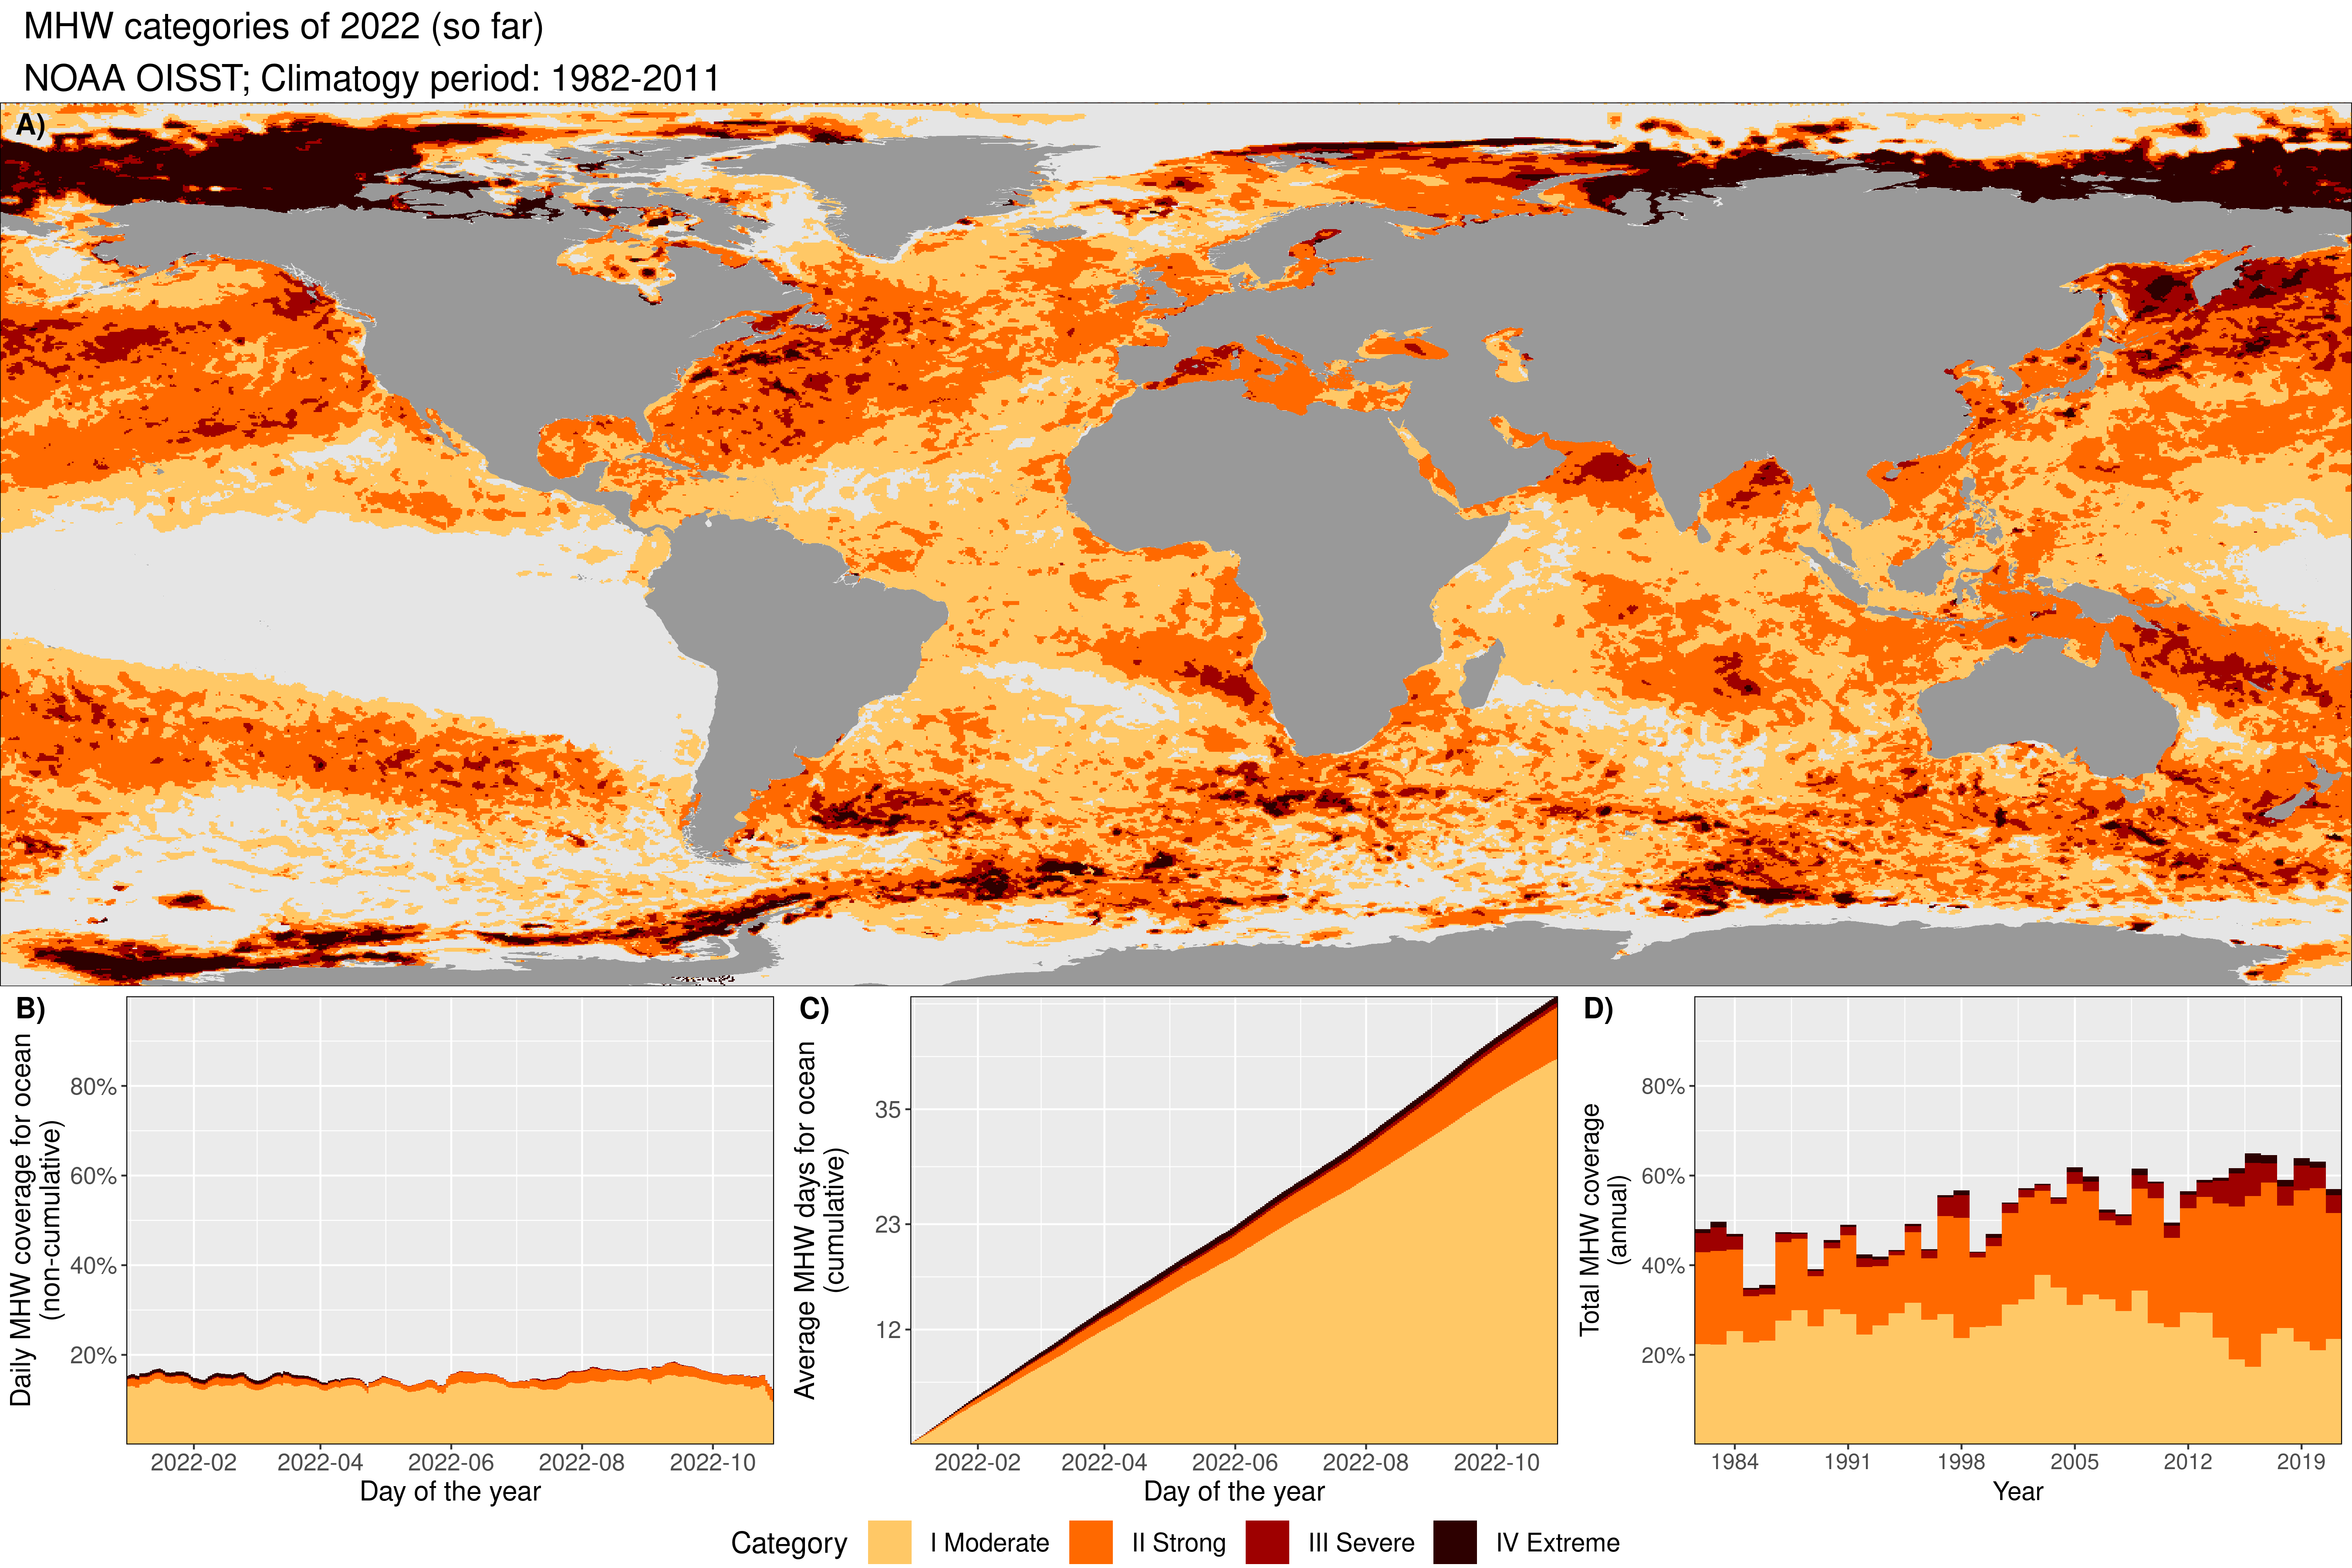 MHW categories of 2022 (so far)
NOAA OISST; Climatogy period: 1982-2011
A)
B)
Daily MHW coverage for ocean
(non-cumulative)
80%
60%
40%
20%
2022-02 2022-04 2022-06 2022-08 2022-10
Day of the year
C)
Average MHW days for ocean
(cumulative)
35
23
12
2022-02 2022-04 2022-06 2022-08 2022-10
Day of the year
D)
Total MHW coverage
(annual)
80%
60%
40%
20%
1984 1991 1998 2005 2012 2019
Year
Category I Moderate II Strong III Severe IV Extreme